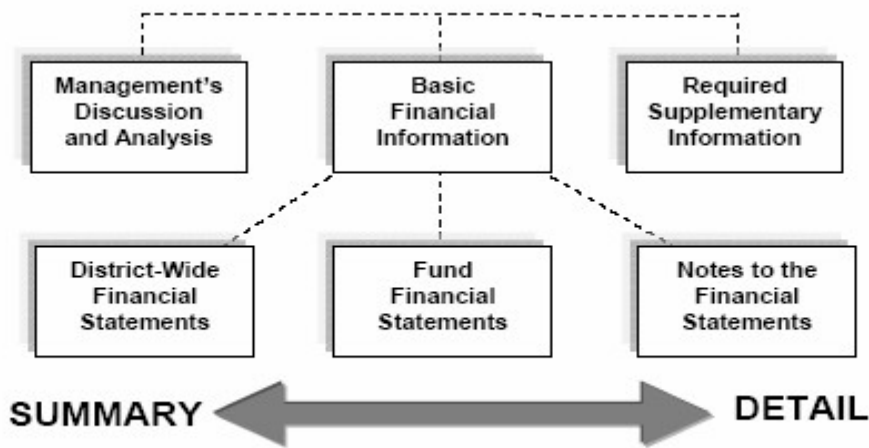 Management's
Discussion
and Analysis
Basic
Financial
Information
Required
Supplementary
Information
District-Wide
Financial
Statements
Fund
Financial
Statements
Notes to the
Financial
Statements
SUMMARY
DETAIL